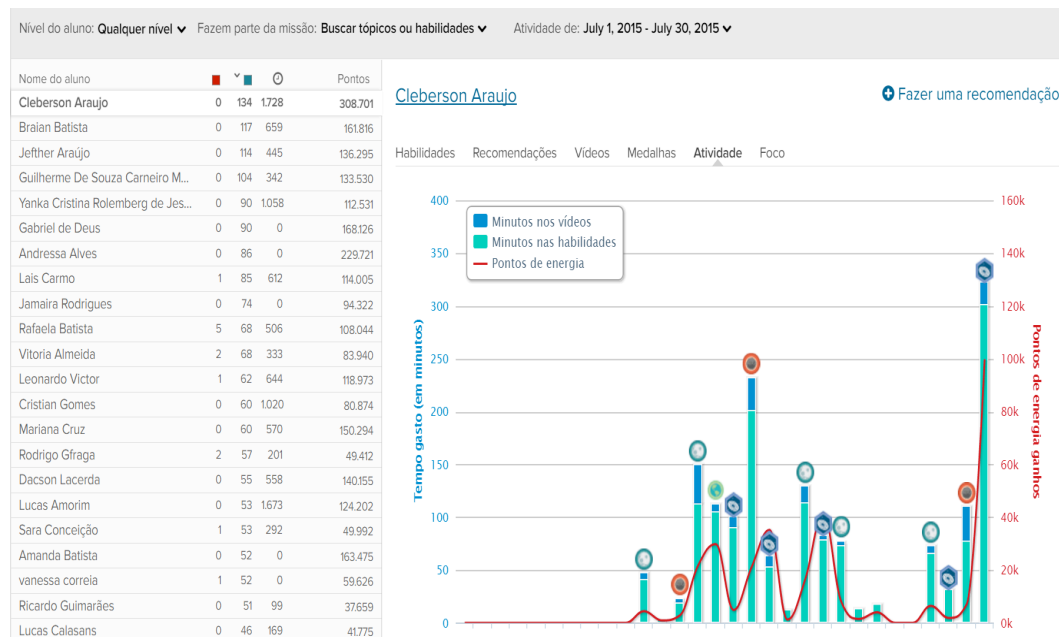 Nível do aluno: Qualquer nível Fazem parte da missão: Buscar tópicos ou habilidades Atividade de: July 1, 2015 - July 30, 2015
Nome do aluno Pontos
Cleberson Araujo 0 134 1.728 308.701
Braian Batista 0 117 659 161.816
Jefther Araújo 0 114 445 136.295
Guilherme De Souza Carneiro M... 0 104 342 133.530
Yanka Cristina Rolemberg de Jes... 0 90 1.058 112.531
Gabriel de Deus 0 90 0 168.126
Andressa Alves 0 86 0 229.721
Lais Carmo 1 85 612 114.005
Jamaira Rodrigues 0 74 0 94.322
Rafaela Batista 5 68 506 108.044
Vitoria Almeida 2 68 333 83.940
Leonardo Victor 1 62 644 118.973
Cristian Gomes 0 60 1.020 80.874
Mariana Cruz 0 60 570 150.294
Rodrigo Gfraga 2 57 201 49.412
Dacson Lacerda 0 55 558 140.155
Lucas Amorim 0 53 1.673 124.202
Sara Conceição 1 53 292 49.992
Amanda Batista 0 52 0 163.475
vanessa correia 1 52 0 59.626
Ricardo Guimarães 0 51 99 37.659
Lucas Calasans 0 46 169 41.775
Cleberson Araujo
Fazer uma recomendação
Habilidades Recomendações Vídeos Medalhas Atividade Foco
Minutos nos vídeos
Minutos nas habilidades
Pontos de energia
Tempo gasto (em minutos)
400
350
300
250
200
150
100
50
0
160k
140k
120k
100k
80k
60k
40k
20k
0k
Pontos de energia ganhos